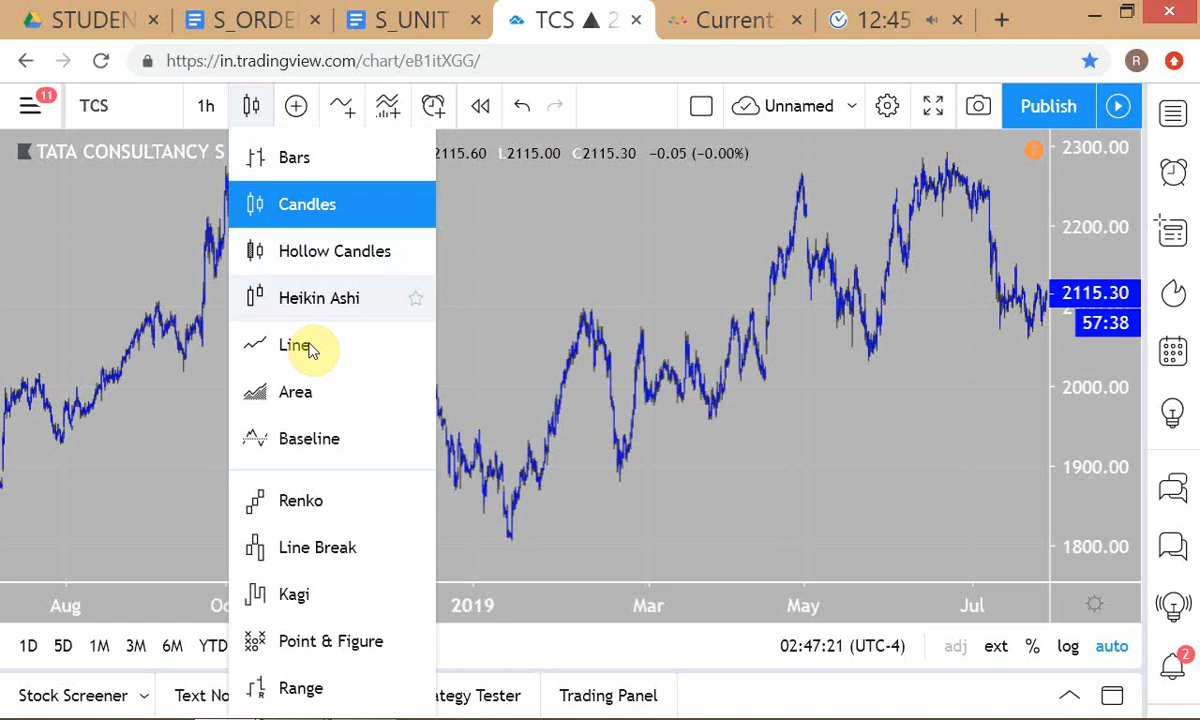 STUDEN
S_ORDE
S_UNIT
TCS ▲ 2
Current
12:45
https://in.tradingview.com/chart/eB1itXGG/
R
11
TCS
1h
Unnamed
Publish
TATA CONSULTANCY S
2115.60 L2115.00 C2115.30 −0.05 (−0.00%)
Bars
Candles
Hollow Candles
Heikin Ashi
Line
Area
Baseline
Renko
Line Break
Kagi
Point & Figure
Range
2300.00
2200.00
2115.30
57:38
2000.00
1900.00
1800.00
Aug
Oc
2019
Mar
May
Jul
1D 5D 1M 3M 6M YTD
02:47:21 (UTC-4)
adj ext % log auto
2
Stock Screener
Text No
ategy Tester
Trading Panel